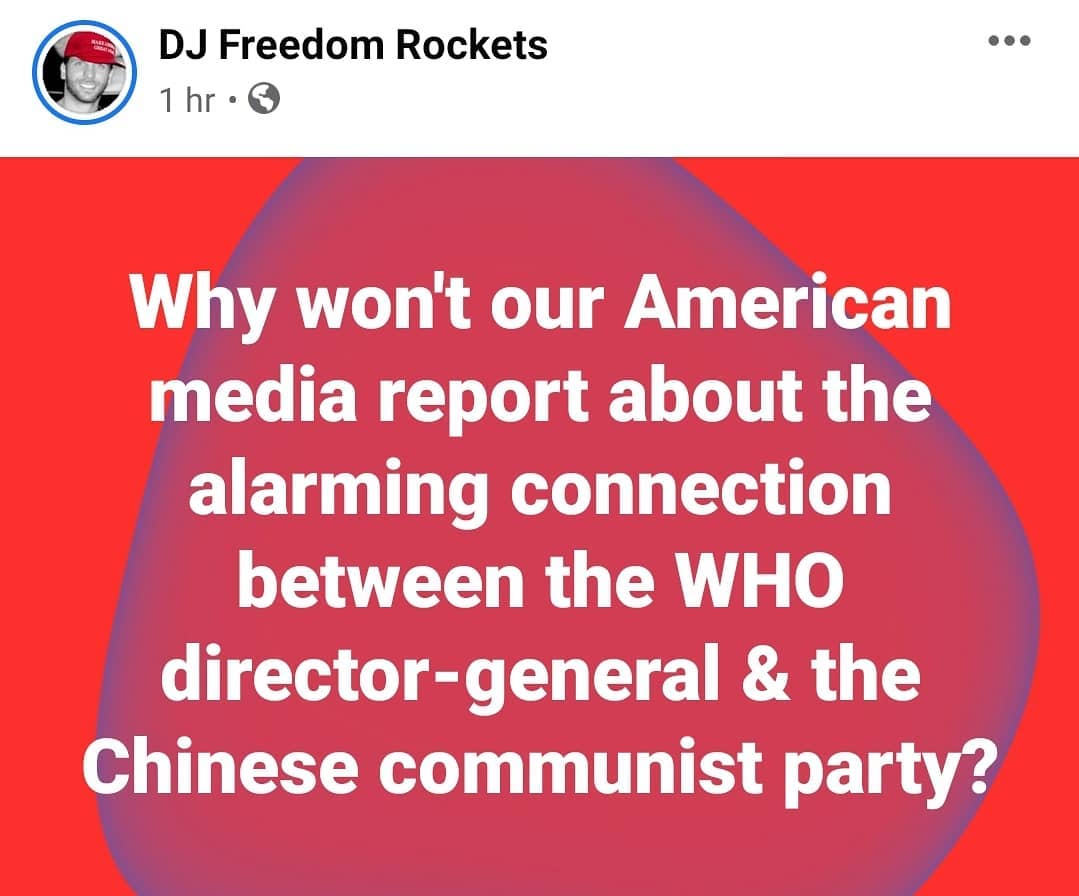 DJ Freedom Rockets
1 hr •
Why won't our American
media report about the
alarming connection
between the WHO
director-general & the
Chinese communist party?